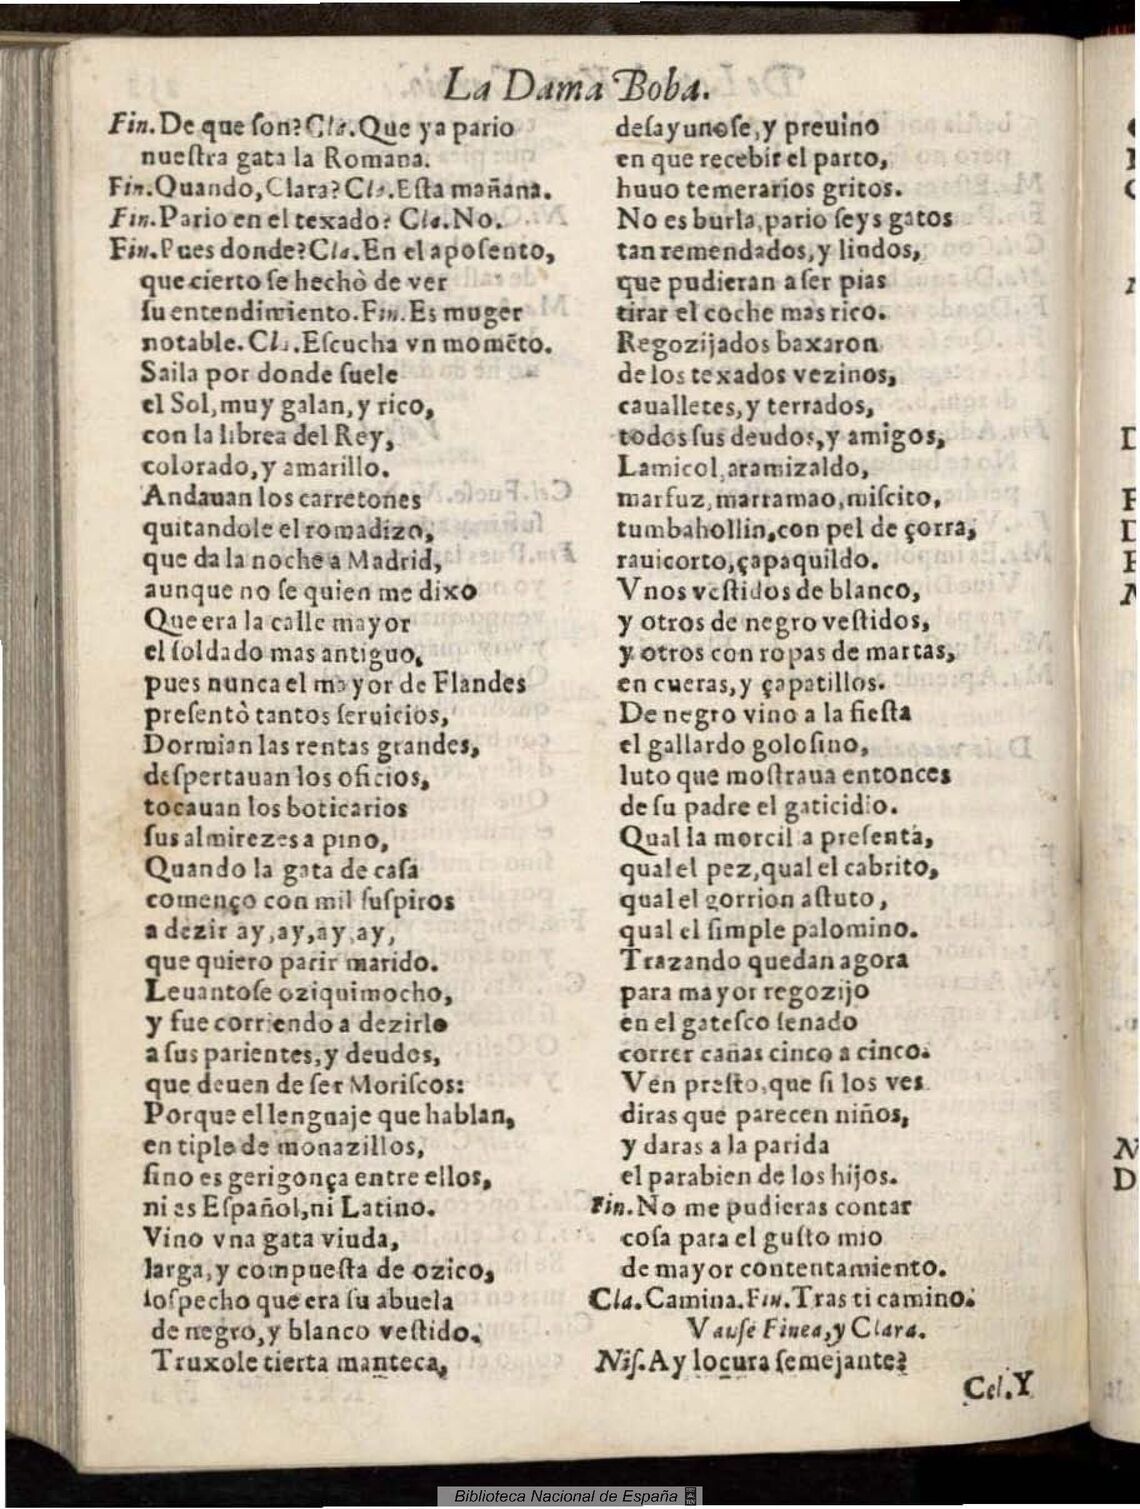 La Dama Boba.
Fin. De que son? Cla. Que ya pario
nuestra gata la Romana.
Fin. Quando, Clara? Cla. Esta mañana.
Fin. Pario en el texado? Cla. No.
Fin. Pues donde? Cla. En el aposento,
que cierto se hechò de ver
su entendimiento. Fin. Es muger
notable. Cla. Escucha vn momẽto.
Salia por donde suele
el Sol, muy galan, y rico,
con la librea del Rey,
colorado, y amarillo.
Andauan los carretones
quitandole el romadizo,
que da la noche a Madrid,
aunque no se quien me dixo
Que era la calle mayor
el soldado mas antiguo,
pues nunca el mayor de Flandes
presentò tantos seruicios,
Dormian las rentas grandes,
despertauan los oficios,
tocauan los boticarios
sus almirezes a pino,
Quando la gata de casa
començo con mil suspiros
a dezir ay, ay, ay, ay,
que quiero parir marido.
Leuantose oziquimocho,
y fue corriendo a dezirlo
a sus parientes, y deudos,
que deuen de ser Moriscos:
Porque el lenguaje que hablan,
en tiple de monazillos,
sino es gerigonça entre ellos,
ni es Español, ni Latino.
Vino vna gata viuda,
larga, y compuesta de ozico,
sospecho que era su abuela
de negro, y blanco vestido.
Truxole cierta manteca,
desayunose, y preuino
en que recebir el parto,
huuo temerarios gritos.
No es burla, pario seys gatos
tan remendados, y lindos,
que pudieran a ser pias
tirar el coche mas rico.
Regozijados baxaron
de los texados vezinos,
caualletes, y terrados,
todos sus deudos, y amigos,
Lamicol, aramizaldo,
marfuz, marramao, miscito,
tumbahollin, con pel de çorra,
rauicorto, çapaquildo.
Vnos vestidos de blanco,
y otros de negro vestidos,
y otros con ropas de martas,
en cueras, y çapatillos.
De negro vino a la fiesta
el gallardo golosino,
luto que mostraua entonces
de su padre el gaticidio.
Qual la morcilla presenta,
qual el pez, qual el cabrito,
qual el gorrion astuto,
qual el simple palomino.
Trazando quedan agora
para mayor regozijo
en el gatesco senado
correr cañas cinco a cinco.
Ven presto, que si los ves
diras que parecen niños,
y daras a la parida
el parabien de los hijos.
Fin. No me pudieras contar
cosa para el gusto mio
de mayor contentamiento.
Cla. Camina. Fin. Tras ti camino.
Vause Finea, y Clara.
Nis. Ay locura semejante?
Cel. Y
Biblioteca Nacional de España